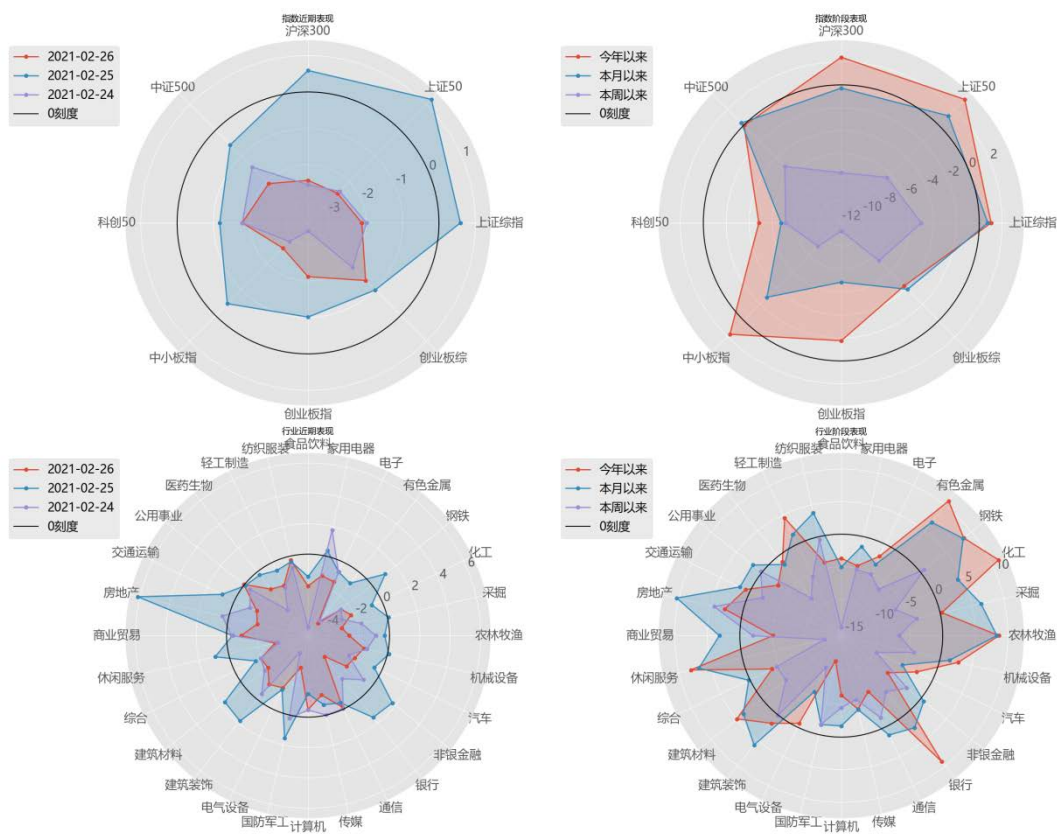 指数近期表现
沪深300
2021-02-26
2021-02-25
2021-02-24
0刻度
中证500
上证50
科创50
上证综指
中小板指
创业板综
创业板指
-3
-2
-1
0
1
指数阶段表现
沪深300
今年以来
本月以来
本周以来
0刻度
中证500
上证50
科创50
上证综指
中小板指
创业板综
创业板指
-12
-10
-8
-6
-4
-2
0
2
行业近期表现
食品饮料
2021-02-26
2021-02-25
2021-02-24
0刻度
纺织服装
家用电器
轻工制造
电子
医药生物
有色金属
公用事业
钢铁
交通运输
化工
房地产
采掘
商业贸易
农林牧渔
休闲服务
机械设备
综合
汽车
建筑材料
非银金融
建筑装饰
银行
电气设备
通信
国防军工
计算机
传媒
-4
-2
0
2
4
6
行业阶段表现
食品饮料
今年以来
本月以来
本周以来
0刻度
纺织服装
家用电器
轻工制造
电子
医药生物
有色金属
公用事业
钢铁
交通运输
化工
房地产
采掘
商业贸易
农林牧渔
休闲服务
机械设备
综合
汽车
建筑材料
非银金融
建筑装饰
银行
电气设备
通信
国防军工
计算机
传媒
-15
-10
-5
0
5
10